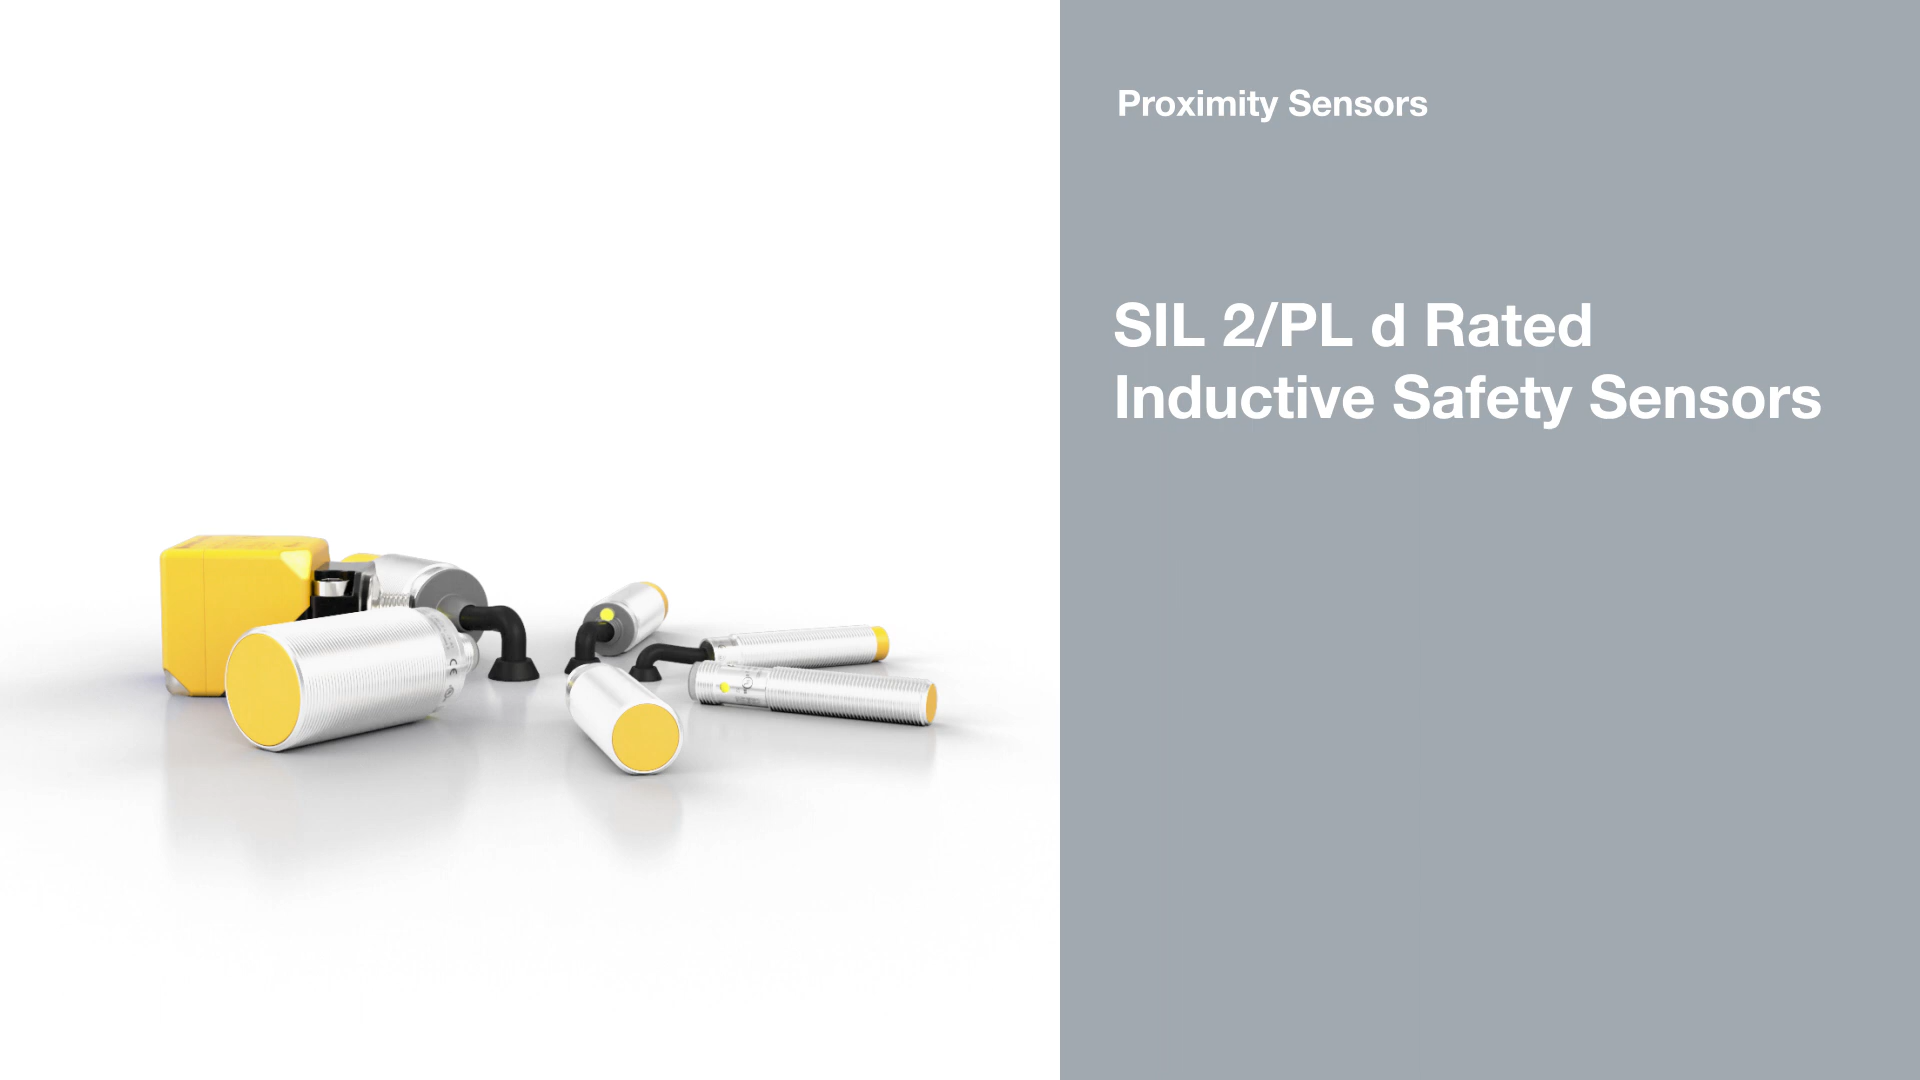 Proximity Sensors
SIL 2/PL d Rated
Inductive Safety Sensors